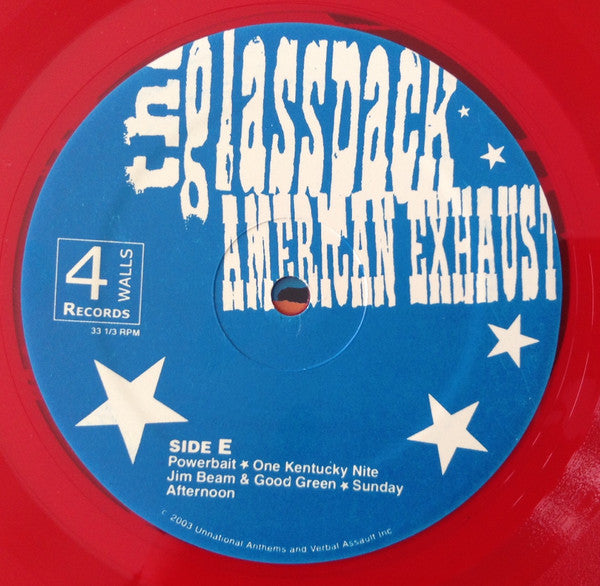 the
glasspack
AMERICAN EXHAUST
4
WALLS
RECORDS
33 1/3 RPM
SIDE E
Powerbait ★ One Kentucky Nite
Jim Beam & Good Green ★ Sunday
Afternoon
c 2003 Unnational Anthems and Verbal Assault Inc